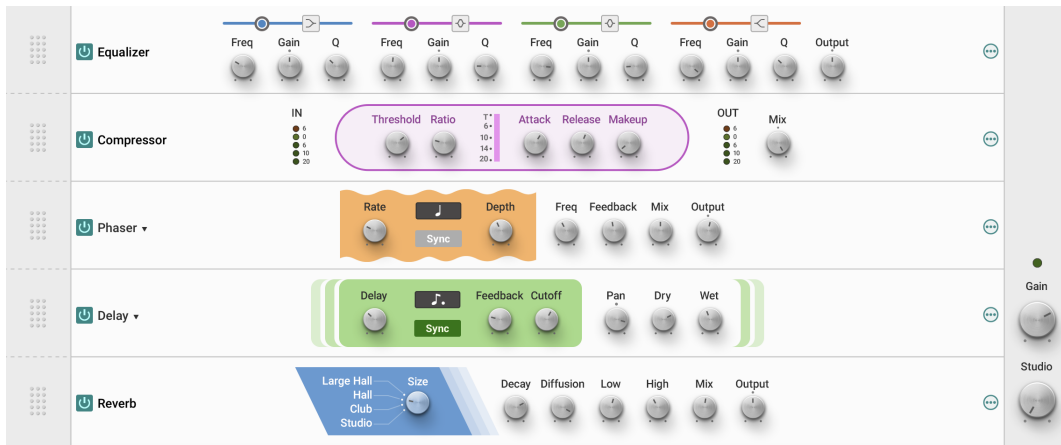 Equalizer
Freq Gain Q Freq Gain Q Freq Gain Q Freq Gain Q Output
Compressor
IN
6
0
6
10
20
Threshold Ratio
T
6
10
14
20
Attack Release Makeup
OUT
6
0
6
10
20
Mix
Phaser
Rate
Sync
Depth
Freq Feedback Mix Output
Delay
Delay
Sync
Feedback Cutoff
Pan Dry Wet
Reverb
Large Hall
Hall
Club
Studio
Size
Decay Diffusion Low High Mix Output
Gain
Studio